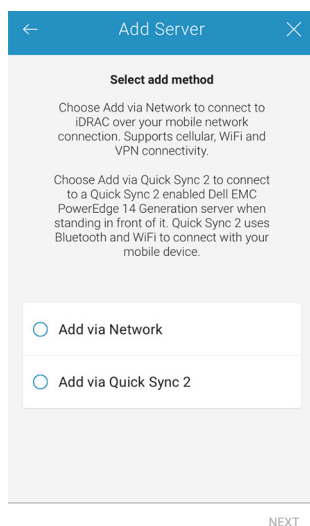 Add Server
Select add method
Choose Add via Network to connect to
iDRAC over your mobile network
connection. Supports cellular, WiFi and
VPN connectivity.
Choose Add via Quick Sync 2 to connect
to a Quick Sync 2 enabled Dell EMC
PowerEdge 14 Generation server when
standing in front of it. Quick Sync 2 uses
Bluetooth and WiFi to connect with your
mobile device.
Add via Network
Add via Quick Sync 2
NEXT